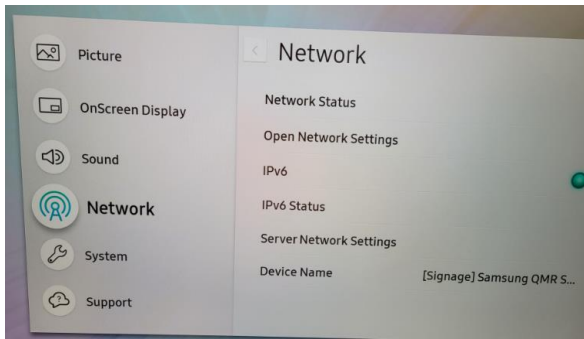 Picture
OnScreen Display
Sound
Network
System
Support
Network
Network Status
Open Network Settings
IPv6
IPv6 Status
Server Network Settings
Device Name [Signage] Samsung QMR S...